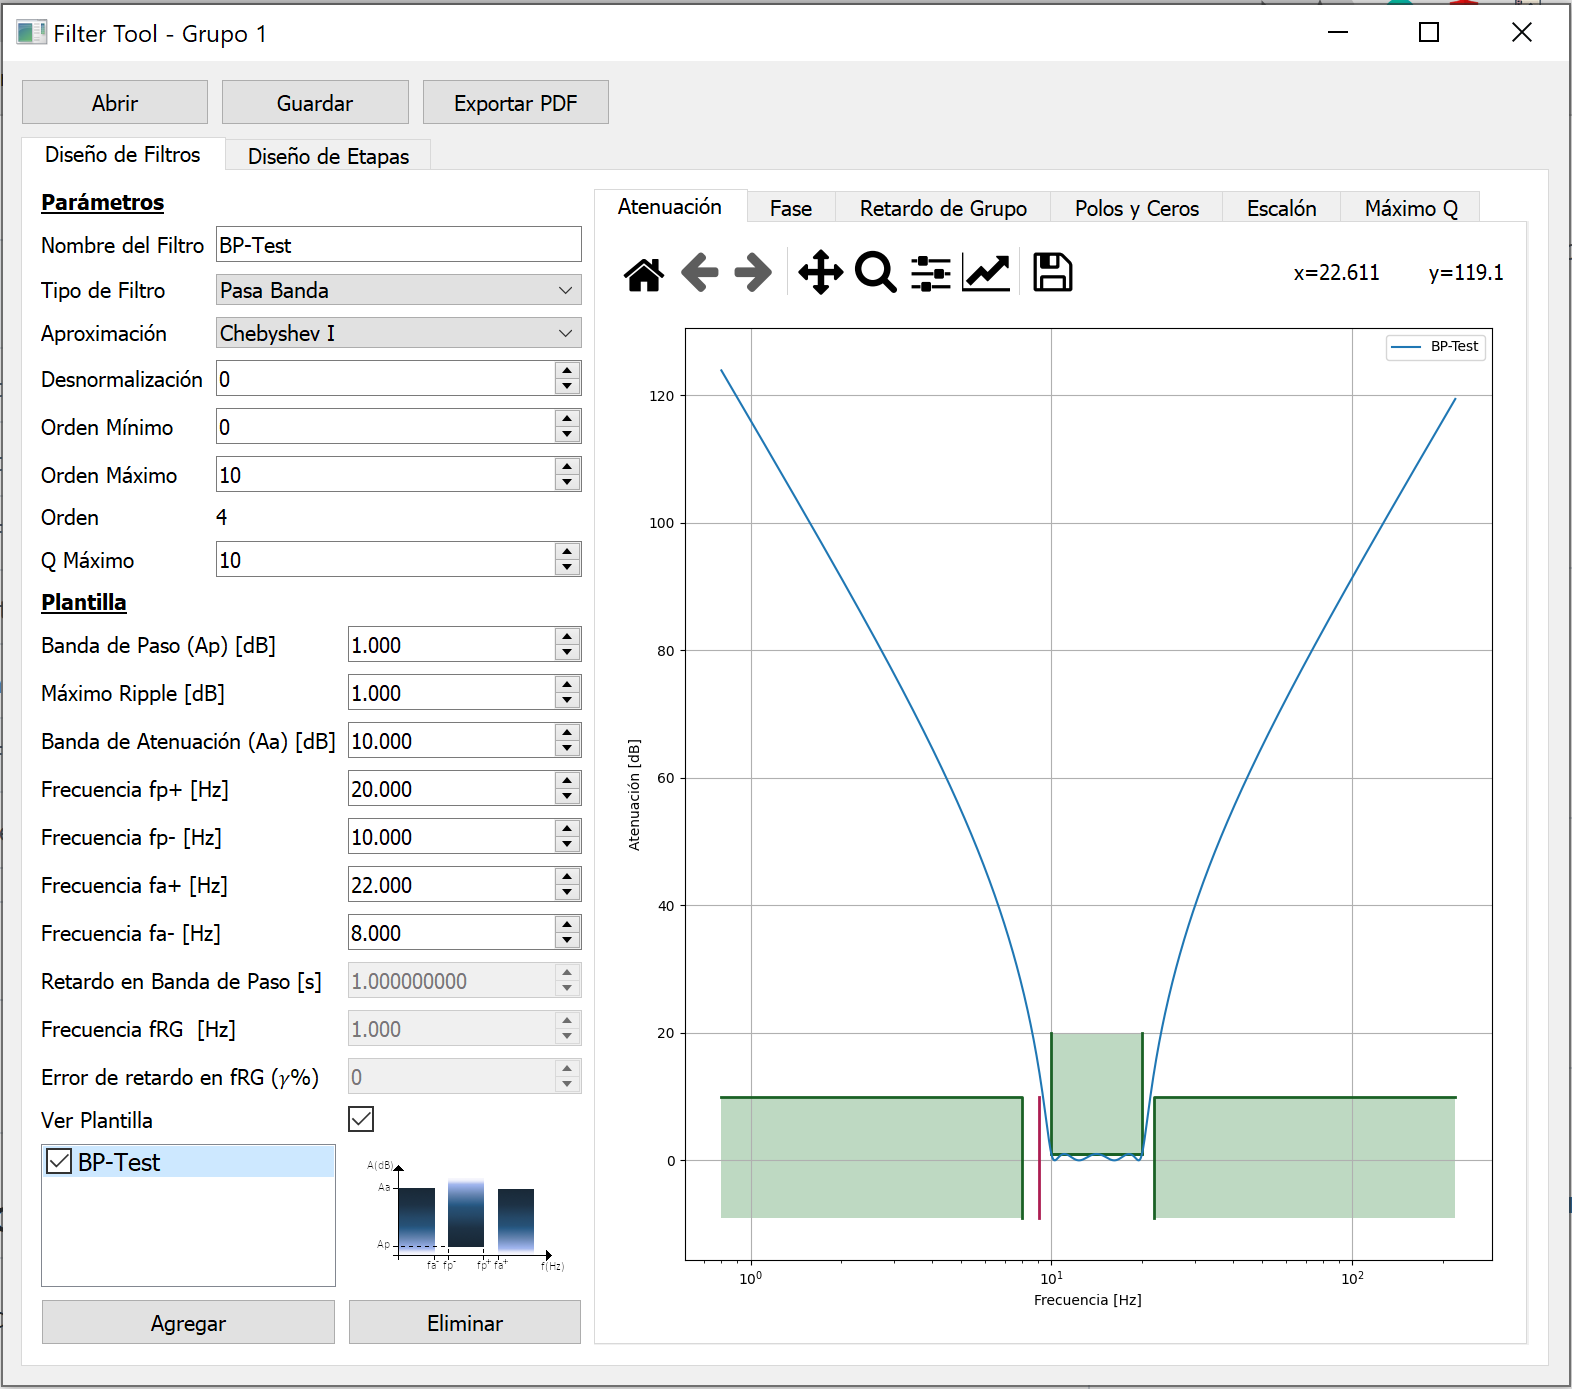 Filter Tool - Grupo 1
Abrir
Guardar
Exportar PDF
Diseño de Filtros
Diseño de Etapas
Parámetros
Nombre del Filtro BP-Test
Tipo de Filtro Pasa Banda
Aproximación Chebyshev I
Desnormalización 0
Orden Mínimo 0
Orden Máximo 10
Orden 4
Q Máximo 10
Plantilla
Banda de Paso (Ap) [dB] 1.000
Máximo Ripple [dB] 1.000
Banda de Atenuación (Aa) [dB] 10.000
Frecuencia fp+ [Hz] 20.000
Frecuencia fp- [Hz] 10.000
Frecuencia fa+ [Hz] 22.000
Frecuencia fa- [Hz] 8.000
Retardo en Banda de Paso [s] 1.000000000
Frecuencia fRG [Hz] 1.000
Error de retardo en fRG (γ%) 0
Ver Plantilla
BP-Test
A(dB)
Aa
Ap
fa⁻ fp⁻ fp⁺ fa⁺ f(Hz)
Agregar
Eliminar
Atenuación
Fase
Retardo de Grupo
Polos y Ceros
Escalón
Máximo Q
x=22.611 y=119.1
BP-Test
120
100
80
60
40
20
0
Atenuación [dB]
10⁰ 10¹ 10²
Frecuencia [Hz]